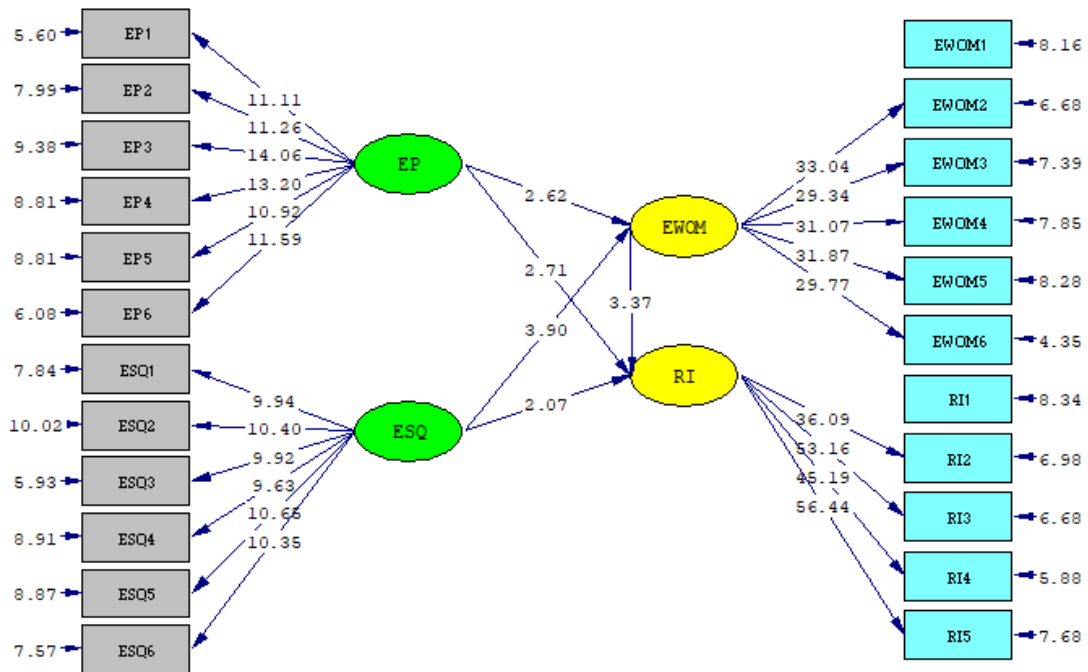 5.60
EP1
7.99
EP2
9.38
EP3
8.81
EP4
8.81
EP5
6.08
EP6
7.84
ESQ1
10.02
ESQ2
5.93
ESQ3
8.91
ESQ4
8.87
ESQ5
7.57
ESQ6
11.11
11.26
14.06
13.20
10.92
11.59
9.94
10.40
9.92
9.63
10.65
10.35
EP
ESQ
2.62
2.71
3.90
3.37
2.07
EWOM
RI
33.04
29.34
31.07
31.87
29.77
36.09
53.16
45.19
56.44
EWOM1
8.16
EWOM2
6.68
EWOM3
7.39
EWOM4
7.85
EWOM5
8.28
EWOM6
4.35
RI1
8.34
RI2
6.98
RI3
6.68
RI4
5.88
RI5
7.68